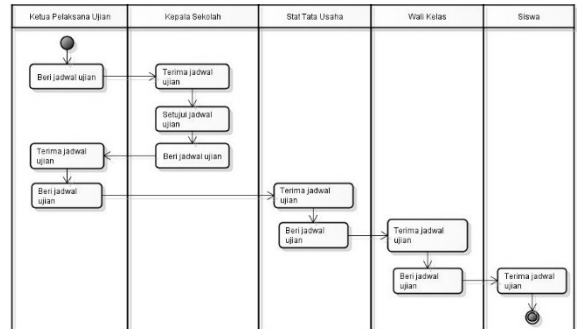 Ketua Pelaksana Ujian
Kepala Sekolah
Staf Tata Usaha
Wali Kelas
Siswa
Beri jadwal ujian
Terima jadwal
ujian
Setujui jadwal
ujian
Beri jadwal ujian
Terima jadwal
ujian
Beri jadwal
ujian
Terima jadwal
ujian
Beri jadwal
ujian
Terima jadwal
ujian
Beri jadwal
ujian
Terima jadwal
ujian